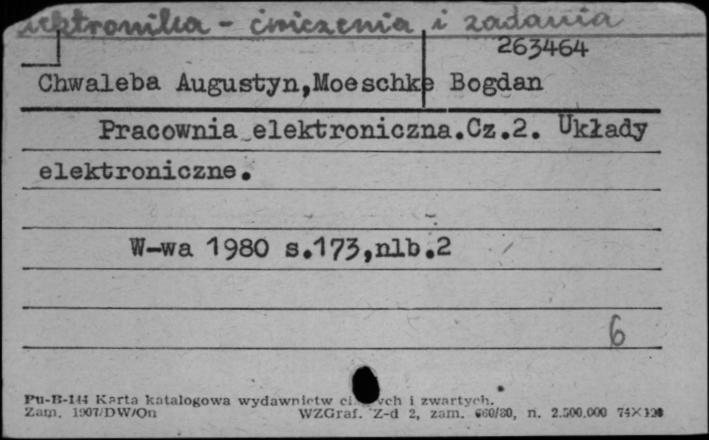 elektronika - ćwiczenia i zadania
263464
Chwaleba Augustyn,Moeschke Bogdan
Pracownia elektroniczna.Cz.2. Układy
elektroniczne.
W-wa 1980 s.173,nlb.2
6
Pu-B-144 Karta katalogowa wydawnictw i zwartych.
Zam. 1907/DW/On WZGraf. Z-d 2, zam. 660/80, n. 2.500.000